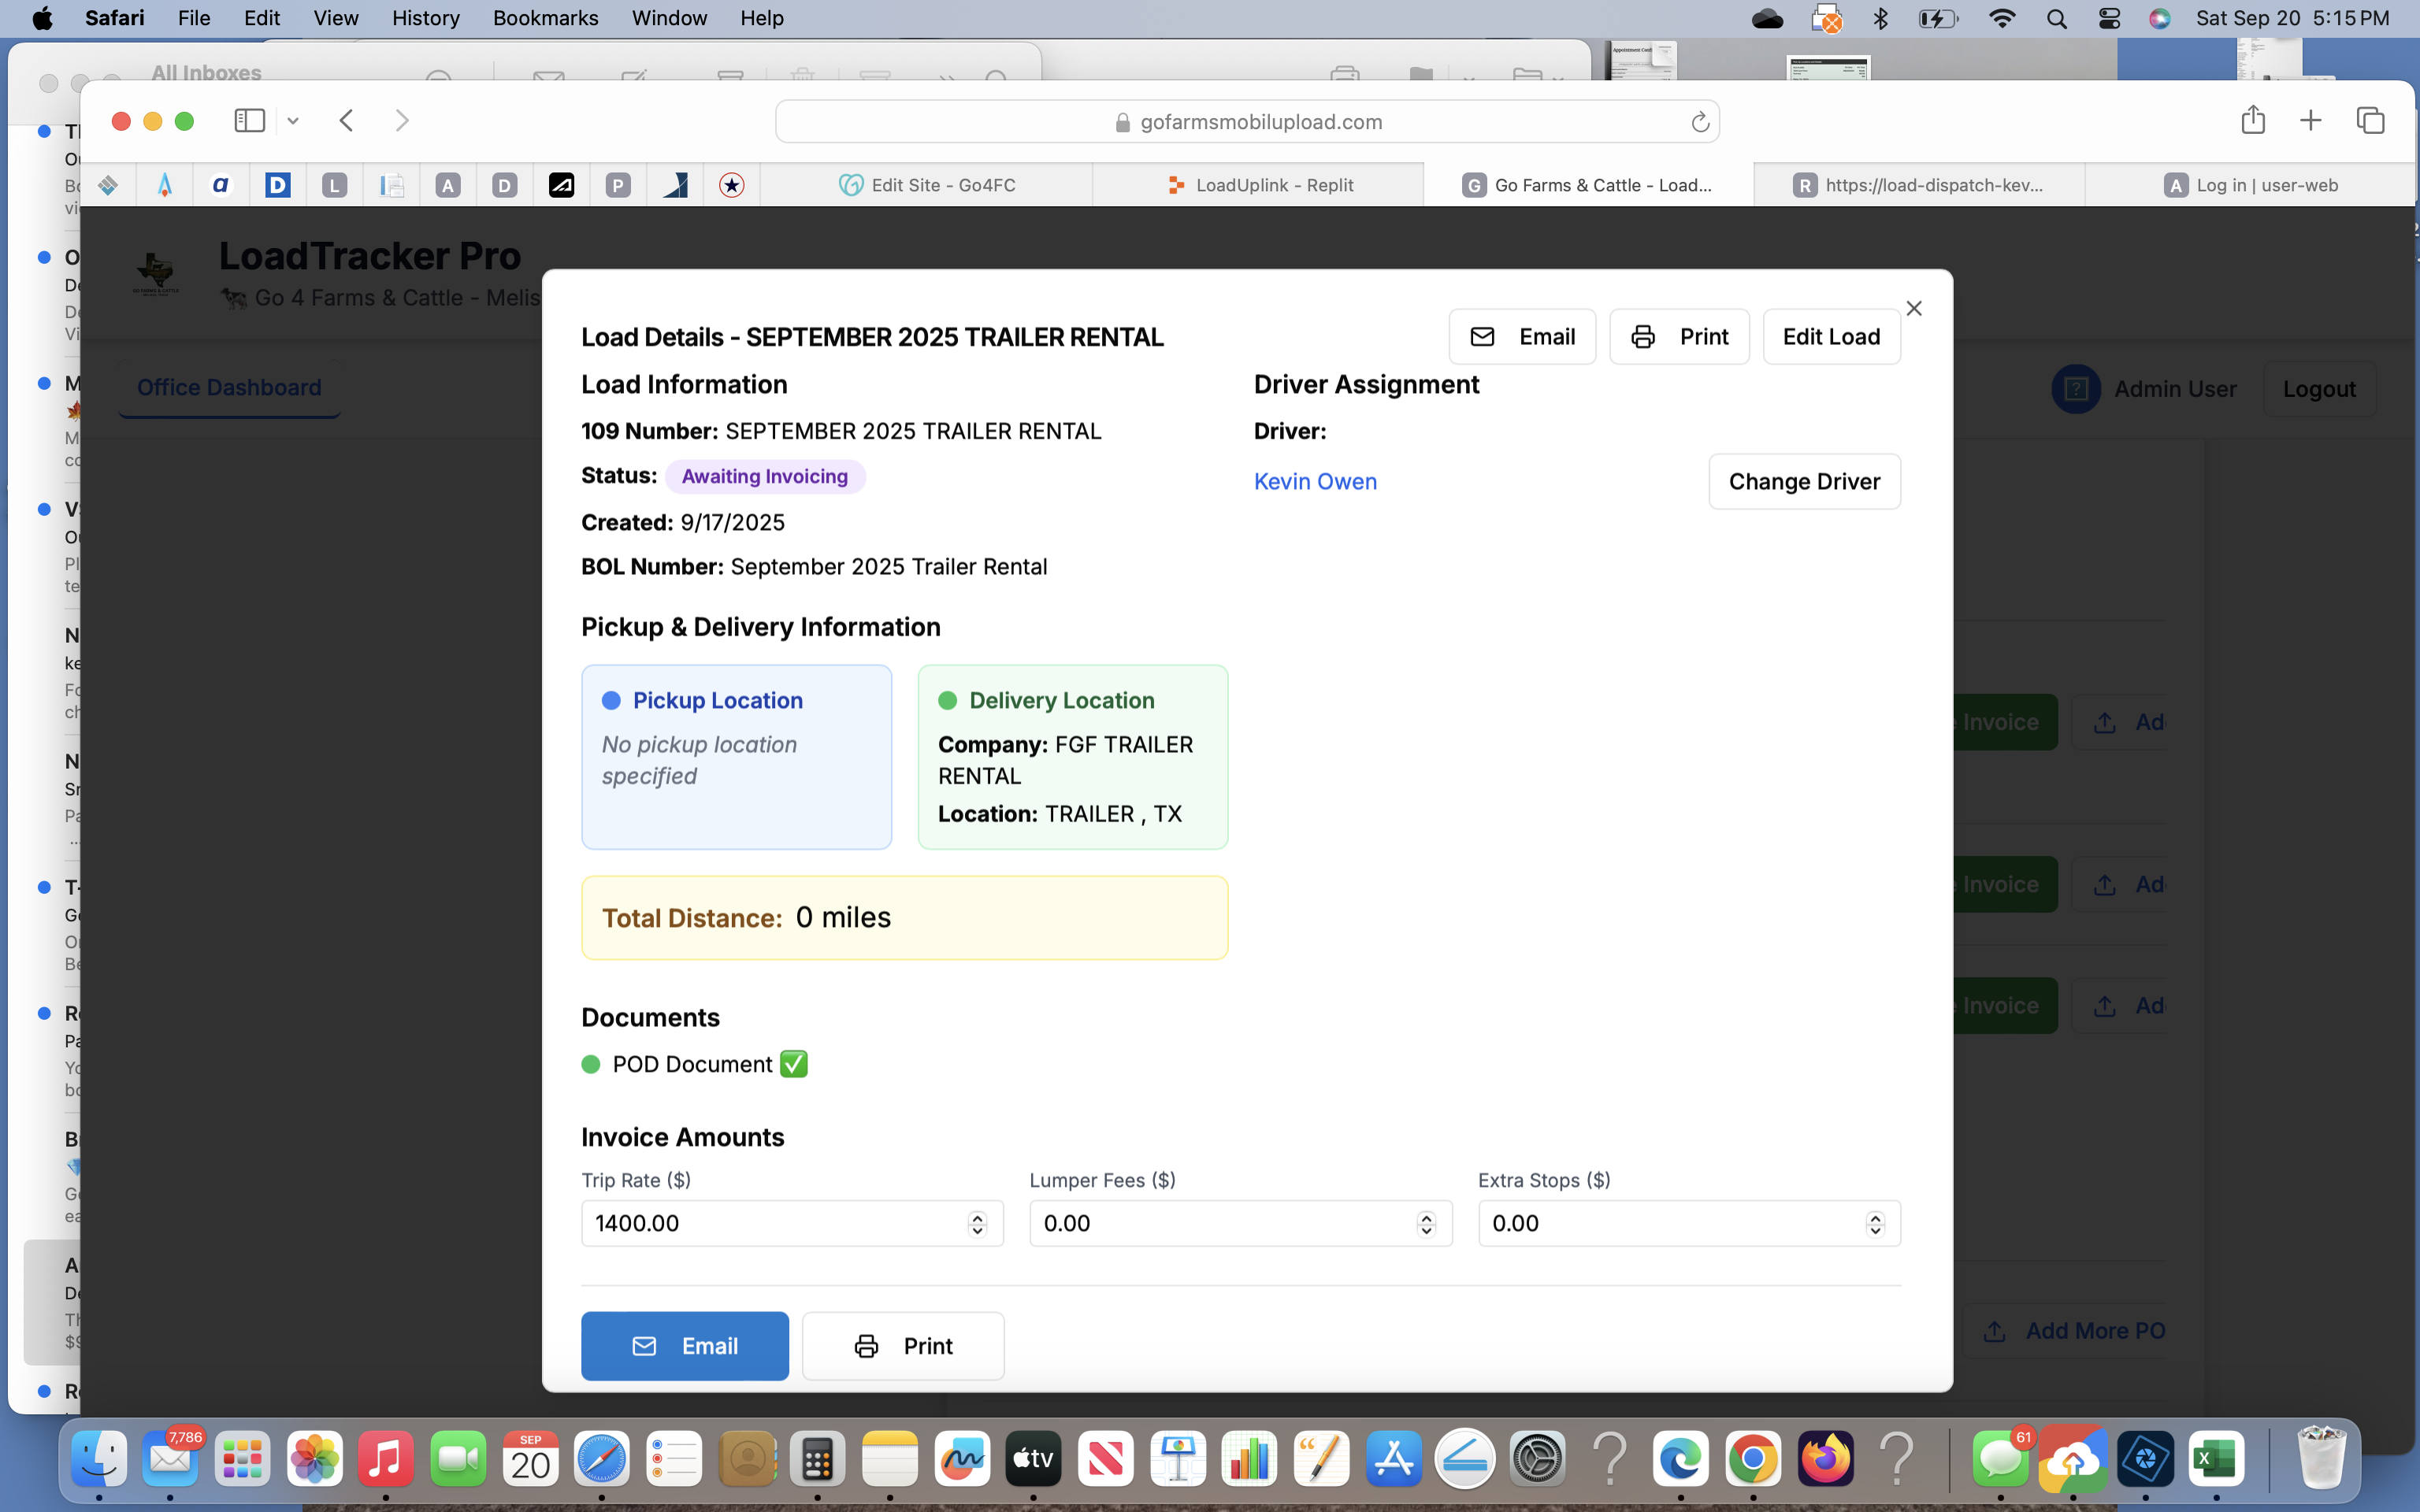 Safari File Edit View History Bookmarks Window Help
Sat Sep 20 5:15 PM
All Inboxes
gofarmsmobilupload.com
a D L A D P
Edit Site - Go4FC
LoadUplink - Replit
G Go Farms & Cattle - Load...
R https://load-dispatch-kev...
A Log in | user-web
LoadTracker Pro
Go 4 Farms & Cattle - Melis
Office Dashboard
Admin User
Logout
Load Details - SEPTEMBER 2025 TRAILER RENTAL
Email
Print
Edit Load
Load Information
109 Number: SEPTEMBER 2025 TRAILER RENTAL
Status: Awaiting Invoicing
Created: 9/17/2025
BOL Number: September 2025 Trailer Rental
Driver Assignment
Driver:
Kevin Owen
Change Driver
Pickup & Delivery Information
Pickup Location
No pickup location
specified
Delivery Location
Company: FGF TRAILER
RENTAL
Location: TRAILER , TX
Total Distance: 0 miles
Documents
POD Document
Invoice Amounts
Trip Rate ($)
1400.00
Lumper Fees ($)
0.00
Extra Stops ($)
0.00
Email
Print
Invoice
Ad
Invoice
Ad
Invoice
Ad
Add More PO
7,786
SEP
20
tv
61